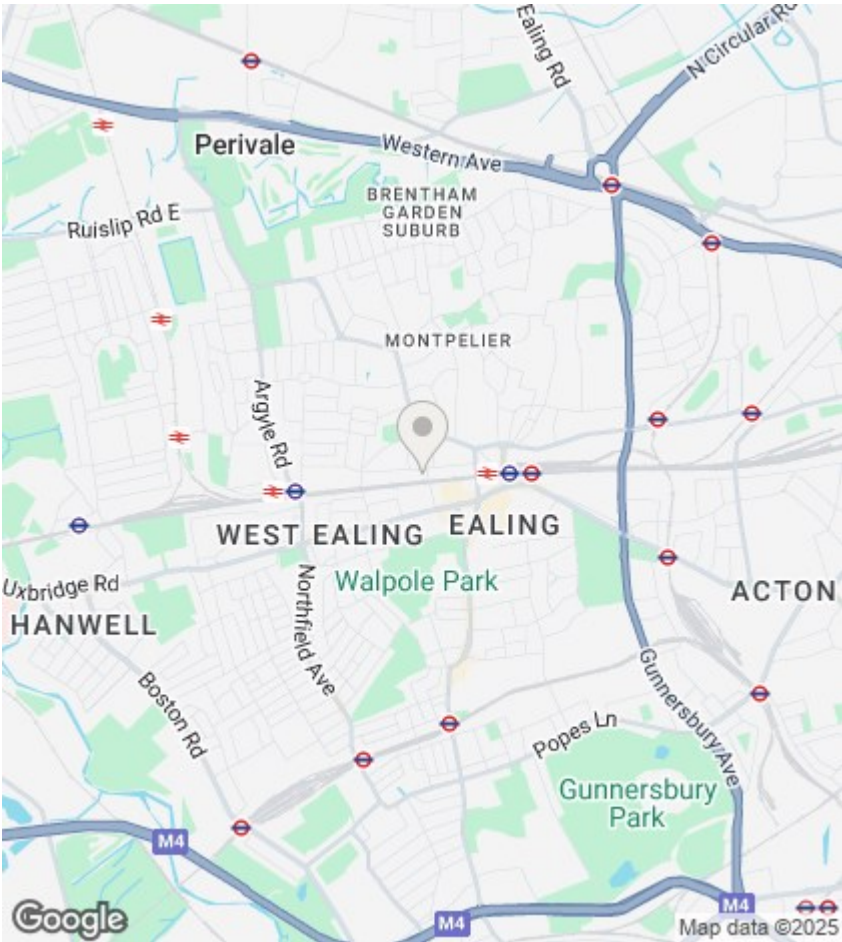 Ealing Rd
N Circular Rd
Perivale
Western Ave
BRENTHAM
GARDEN
SUBURB
Ruislip Rd E
MONTPELIER
Argyle Rd
WEST EALING
EALING
Uxbridge Rd
Walpole Park
ACTON
HANWELL
Northfield Ave
Boston Rd
Gunnersbury Ave
Popes Ln
Gunnersbury
Park
M4
M4
M4
Google
Map data ©2025